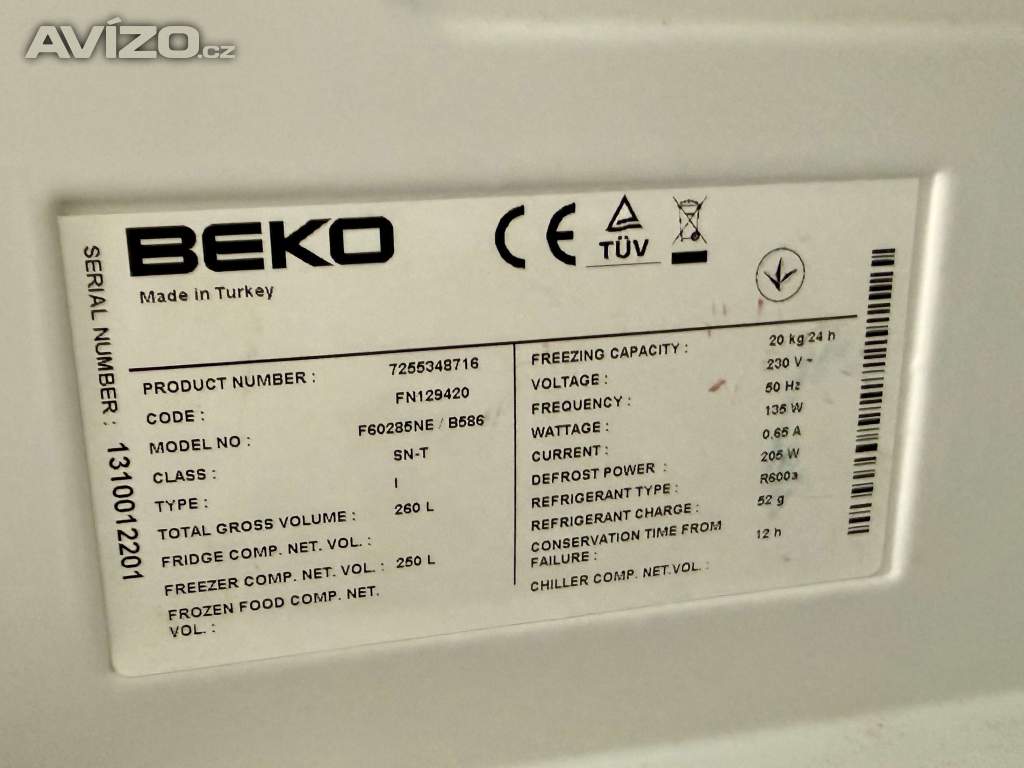 AVÍZO.cz
BEKO
Made in Turkey
TÜV
SERIAL NUMBER : 1310012201
PRODUCT NUMBER : 7255348716
CODE : FN129420
MODEL NO : F60285NE / B586
CLASS : SN-T
TYPE : I
TOTAL GROSS VOLUME : 260 L
FRIDGE COMP. NET. VOL. :
FREEZER COMP. NET. VOL. : 250 L
FROZEN FOOD COMP. NET.
VOL. :
FREEZING CAPACITY : 20 kg/24 h
VOLTAGE : 230 V~
FREQUENCY : 50 Hz
WATTAGE : 135 W
CURRENT : 0,65 A
DEFROST POWER : 205 W
REFRIGERANT TYPE : R600a
REFRIGERANT CHARGE : 52 g
CONSERVATION TIME FROM
FAILURE : 12 h
CHILLER COMP. NET.VOL. :